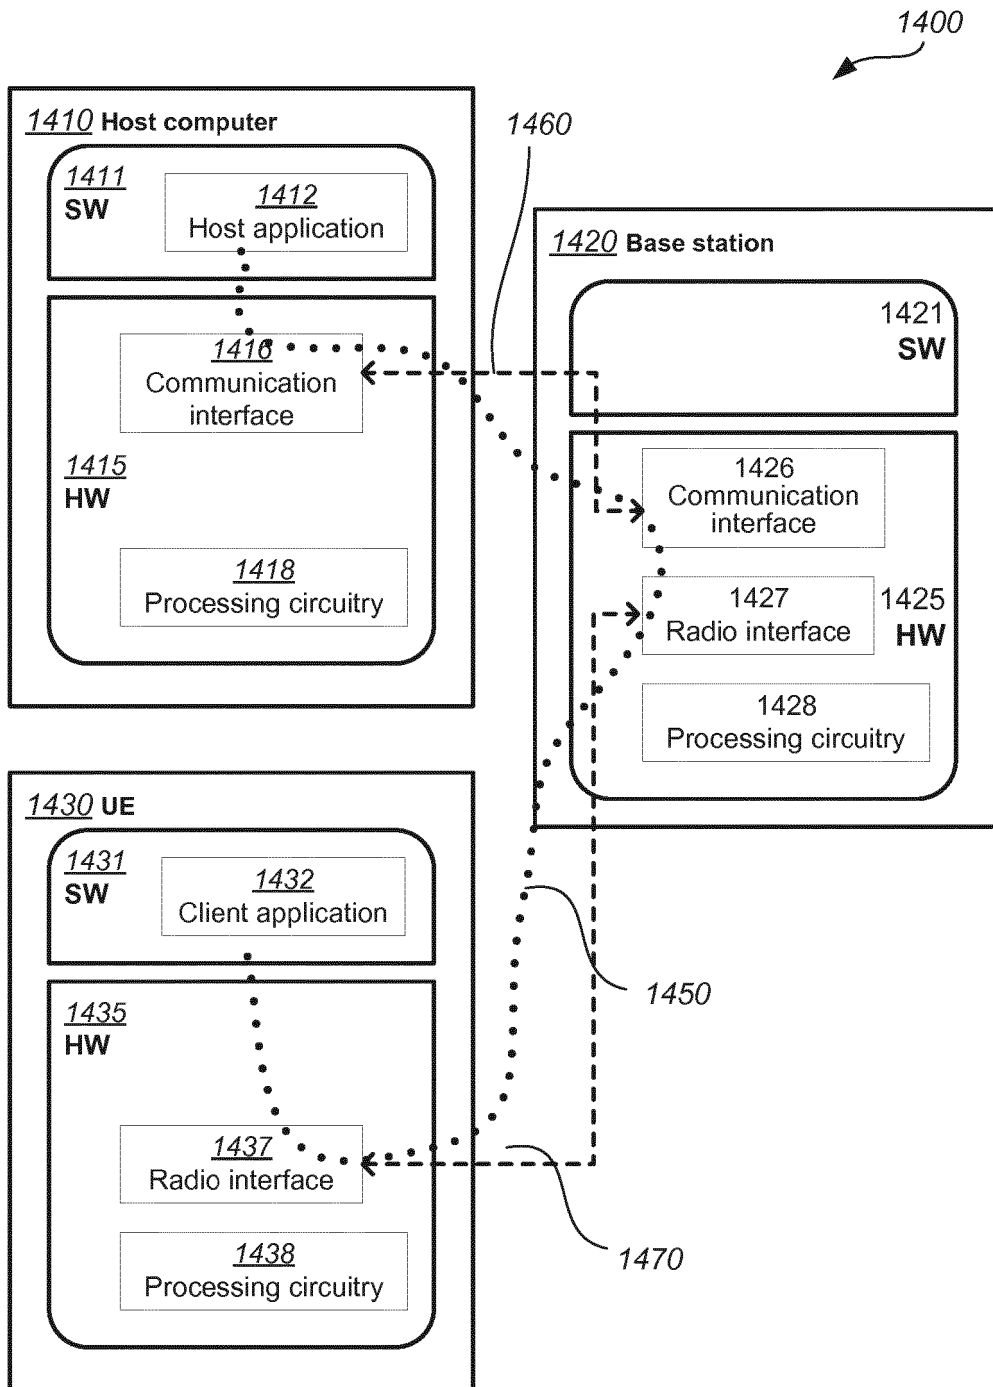 1400
1410 Host computer
1460
1411
SW
1412
Host application
1420 Base station
1421
SW
1416
Communication
interface
1415
HW
1426
Communication
interface
1418
Processing circuitry
1427
Radio interface
1425
HW
1428
Processing circuitry
1430 UE
1431
SW
1432
Client application
1450
1435
HW
1437
Radio interface
1470
1438
Processing circuitry